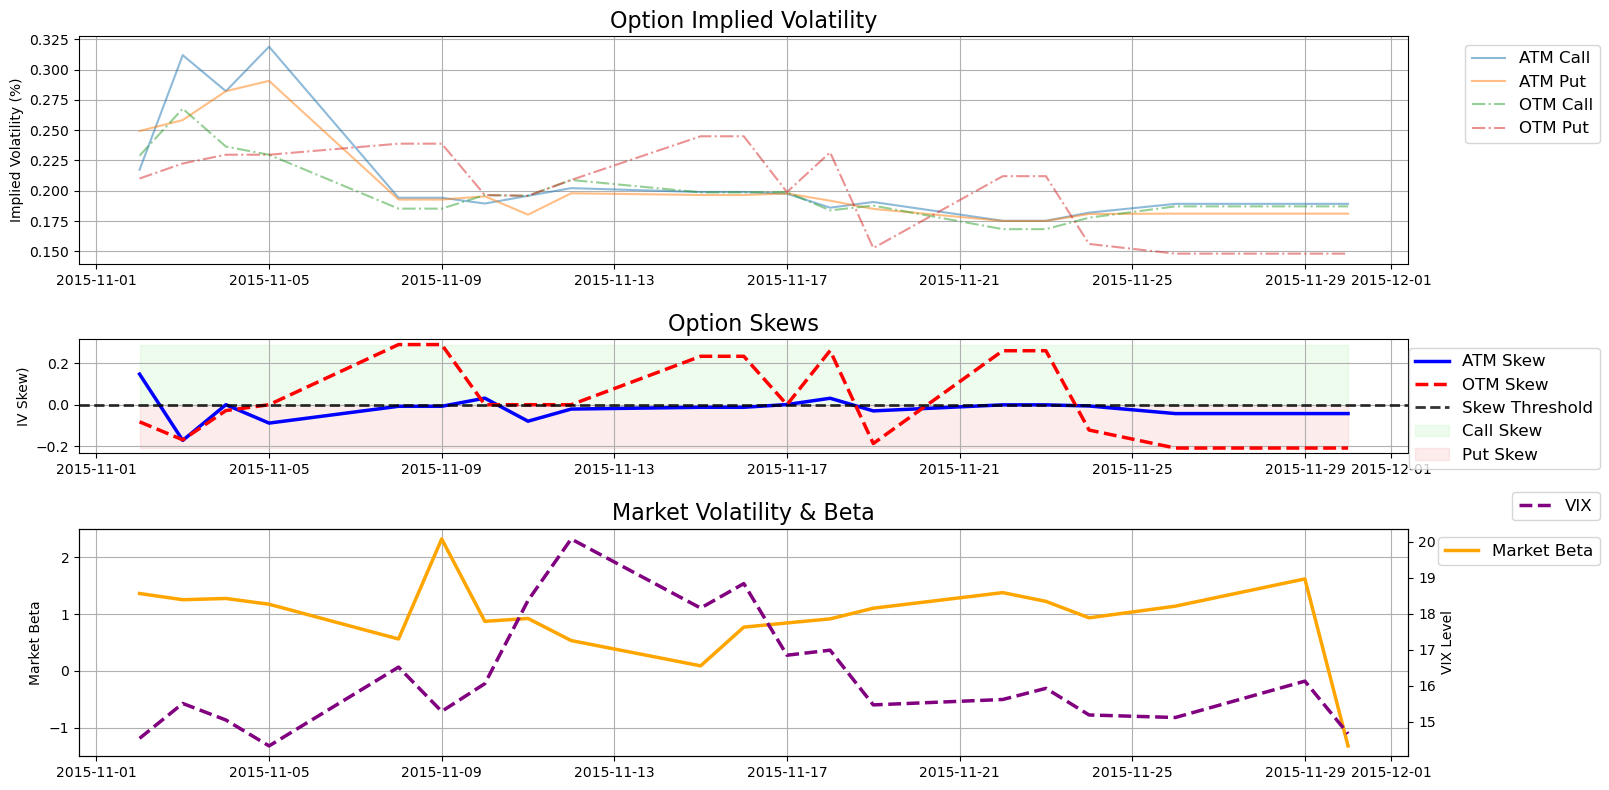 Option Implied Volatility
Implied Volatility (%)
0.325
0.300
0.275
0.250
0.225
0.200
0.175
0.150
2015-11-01 2015-11-05 2015-11-09 2015-11-13 2015-11-17 2015-11-21 2015-11-25 2015-11-29 2015-12-01
ATM Call
ATM Put
OTM Call
OTM Put
Option Skews
IV Skew)
0.2
0.0
−0.2
2015-11-01 2015-11-05 2015-11-09 2015-11-13 2015-11-17 2015-11-21 2015-11-25 2015-11-29 2015-12-01
ATM Skew
OTM Skew
Skew Threshold
Call Skew
Put Skew
Market Volatility & Beta
Market Beta
2
1
0
−1
2015-11-01 2015-11-05 2015-11-09 2015-11-13 2015-11-17 2015-11-21 2015-11-25 2015-11-29 2015-12-01
20
19
18
17
16
15
VIX Level
VIX
Market Beta